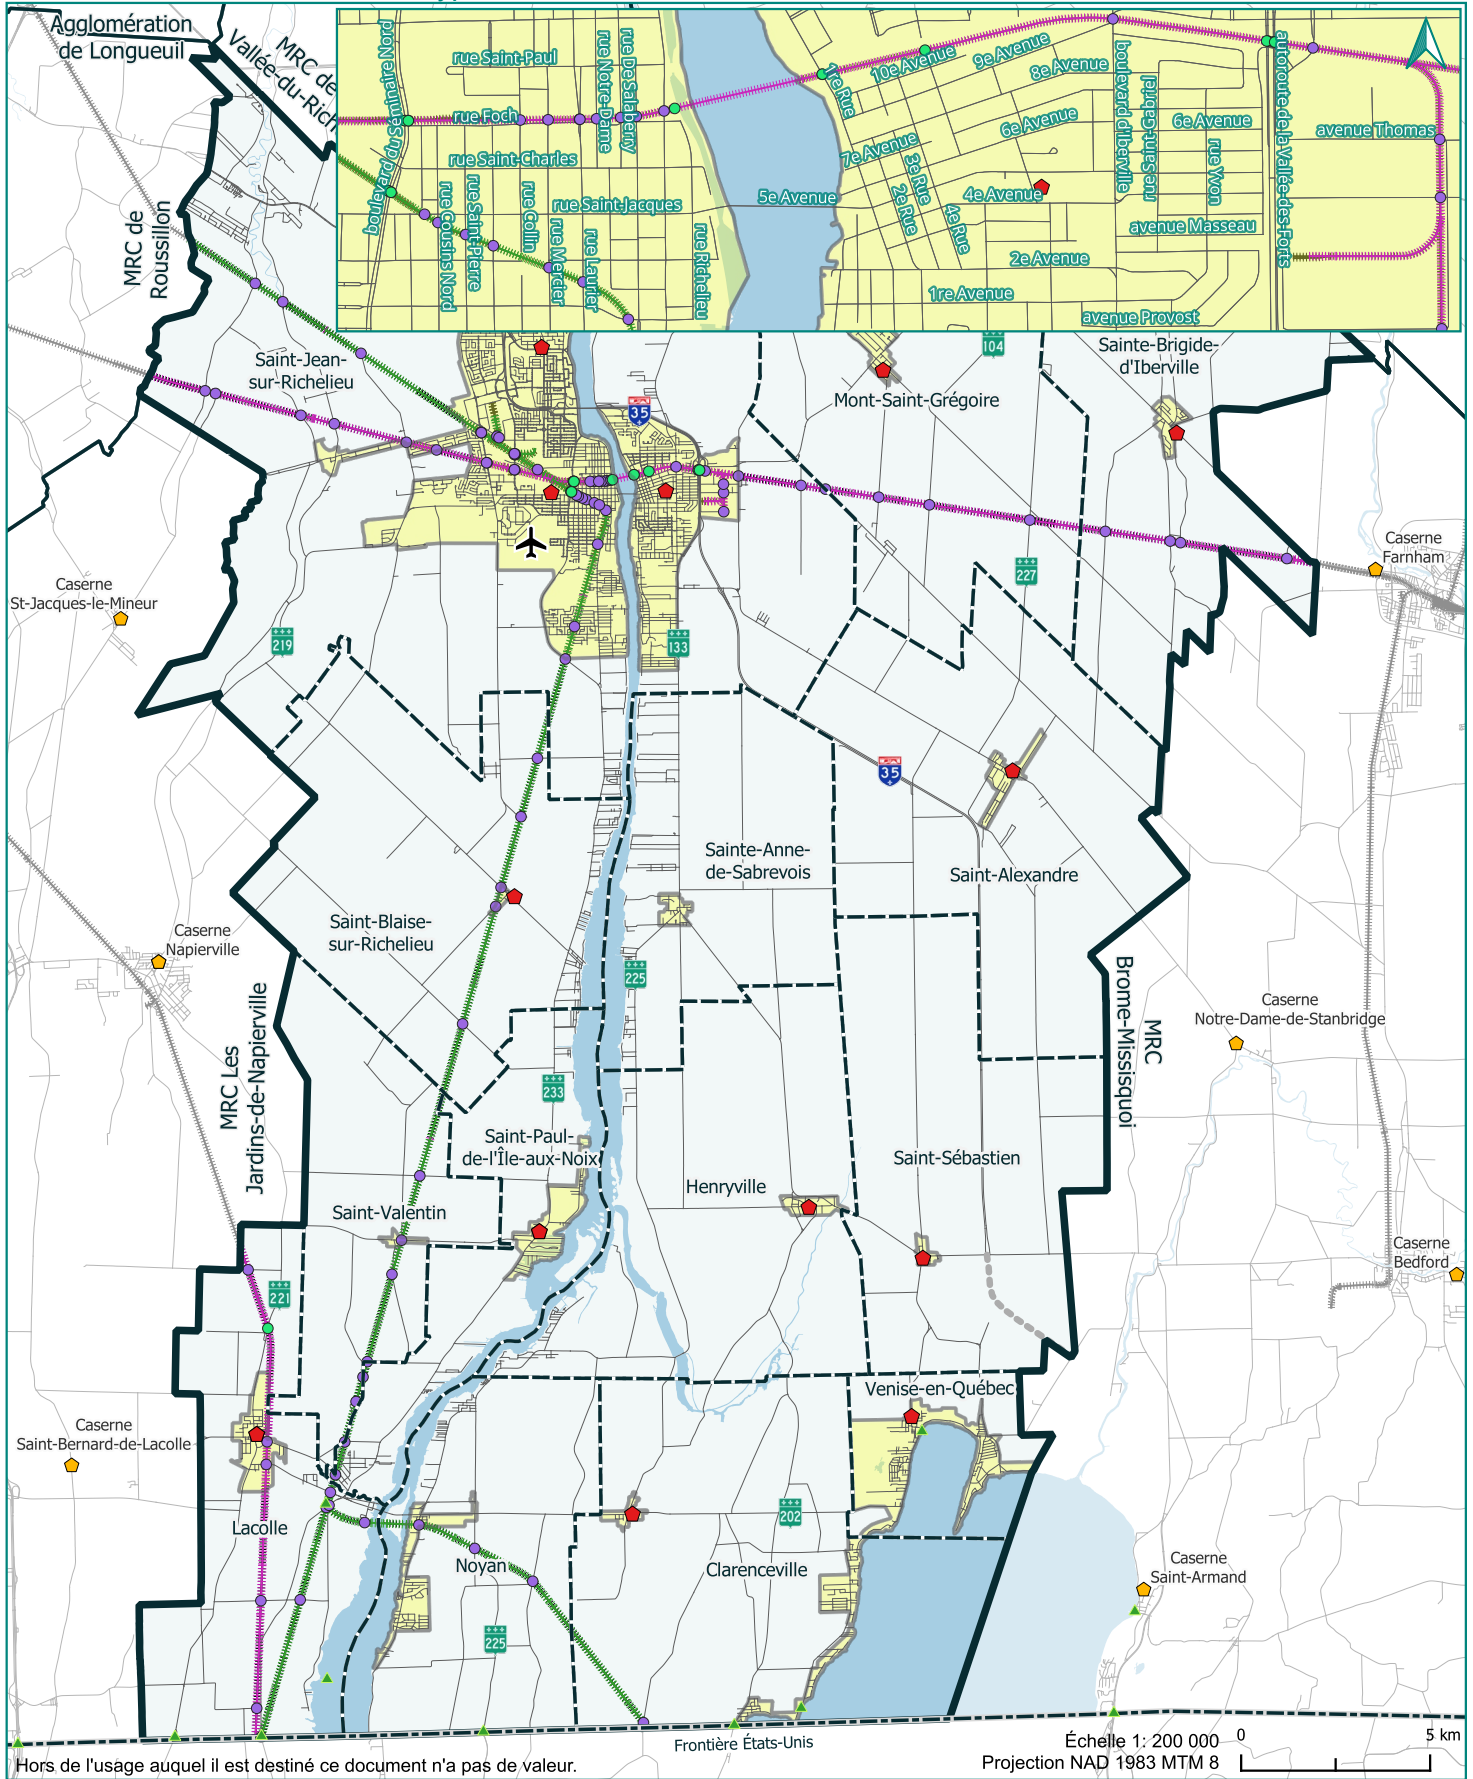 Agglomération
de Longueuil
MRC de
Vallée-du-Rich
boulevard du Séminaire Nord
rue Saint-Paul
rue Notre-Dame
rue De Salaberry
rue Foch
rue Saint-Charles
rue Saint-Jacques
rue Cousins Nord
rue Saint-Pierre
rue Collin
rue Mercier
rue Laurier
rue Richelieu
1re Rue
10e Avenue
9e Avenue
8e Avenue
7e Avenue
6e Avenue
6e Avenue
5e Avenue
4e Avenue
3e Rue
2e Rue
4e Rue
2e Avenue
1re Avenue
avenue Provost
boulevard d'Iberville
rue Saint-Gabriel
rue Won
avenue Masseau
avenue Thomas
autoroute de la Vallée-des-Forts
MRC de
Roussillon
Saint-Jean-
sur-Richelieu
35
104
Mont-Saint-Grégoire
Sainte-Brigide-
d'Iberville
Caserne
Farnham
Caserne
St-Jacques-le-Mineur
219
133
227
35
Sainte-Anne-
de-Sabrevois
Saint-Alexandre
Saint-Blaise-
sur-Richelieu
Caserne
Napierville
225
MRC
Brome-Missisquoi
Caserne
Notre-Dame-de-Stanbridge
MRC Les
Jardins-de-Napierville
233
Saint-Paul-
de-l'Île-aux-Noix
Saint-Sébastien
Henryville
Saint-Valentin
Caserne
Bedford
221
Venise-en-Québec
Caserne
Saint-Bernard-de-Lacolle
Lacolle
202
Noyan
Clarenceville
Caserne
Saint-Armand
225
Frontière États-Unis
Échelle 1: 200 000
Projection NAD 1983 MTM 8
0
5 km
Hors de l'usage auquel il est destiné ce document n'a pas de valeur.